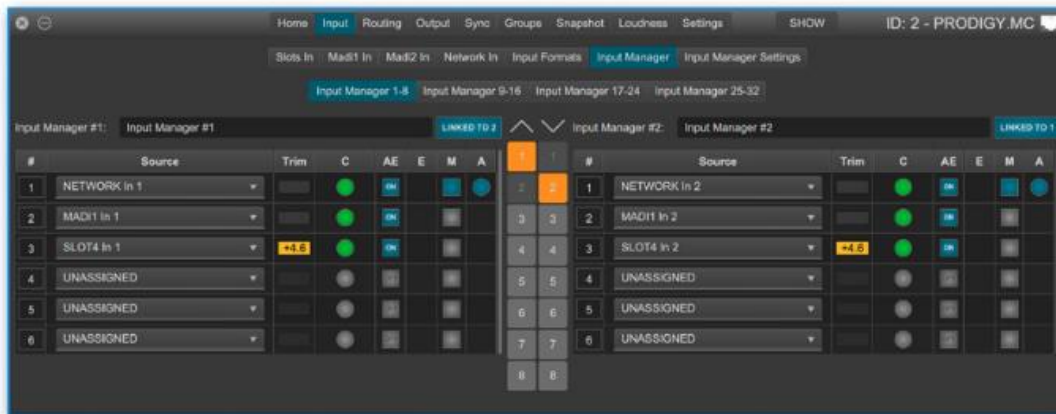 Home Input Routing Output Sync Groups Snapshot Loudness Settings SHOW ID: 2 - PRODIGY.MC
Slots In Madi1 In Madi2 In Network In Input Formats Input Manager Input Manager Settings
Input Manager 1-8 Input Manager 9-16 Input Manager 17-24 Input Manager 25-32
Input Manager #1: Input Manager #1 LINKED TO 2 Input Manager #2: Input Manager #2 LINKED TO 1
# Source Trim C AE E M A 1 1 # Source Trim C AE E M A
1 NETWORK In 1 ON 2 2 1 NETWORK In 2 ON
2 MADI1 In 1 ON 3 3 2 MADI1 In 2 ON
3 SLOT4 In 1 +4.6 ON 4 4 3 SLOT4 In 2 +4.6 ON
4 UNASSIGNED 5 5 4 UNASSIGNED
5 UNASSIGNED 6 6 5 UNASSIGNED
6 UNASSIGNED 7 7 6 UNASSIGNED
8 8